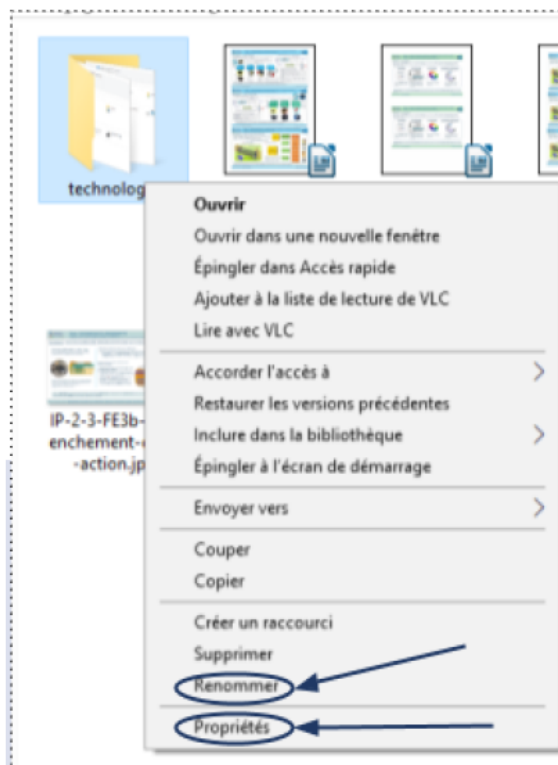 technolog
Ouvrir
Ouvrir dans une nouvelle fenêtre
Épingler dans Accès rapide
Ajouter à la liste de lecture de VLC
Lire avec VLC
Accorder l'accès à
Restaurer les versions précédentes
IP-2-3-FE3b-
enchement-
-action.jp
Inclure dans la bibliothèque
Épingler à l'écran de démarrage
Envoyer vers
Couper
Copier
Créer un raccourci
Supprimer
Renommer
Propriétés